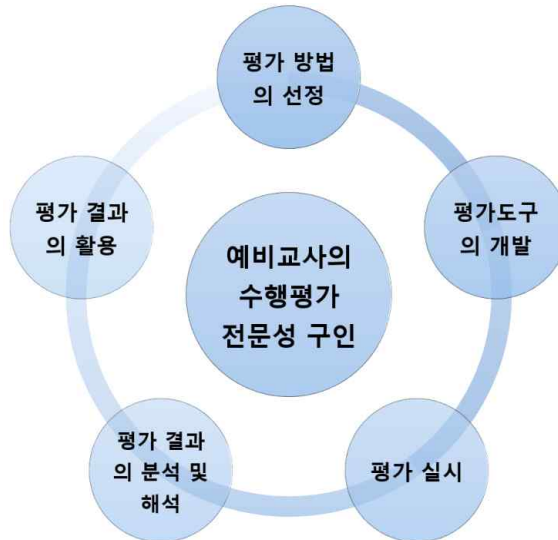 평가 방법
의 선정
평가도구
의 개발
평가 실시
평가 결과
의 분석 및
해석
평가 결과
의 활용
예비교사의
수행평가
전문성 구인